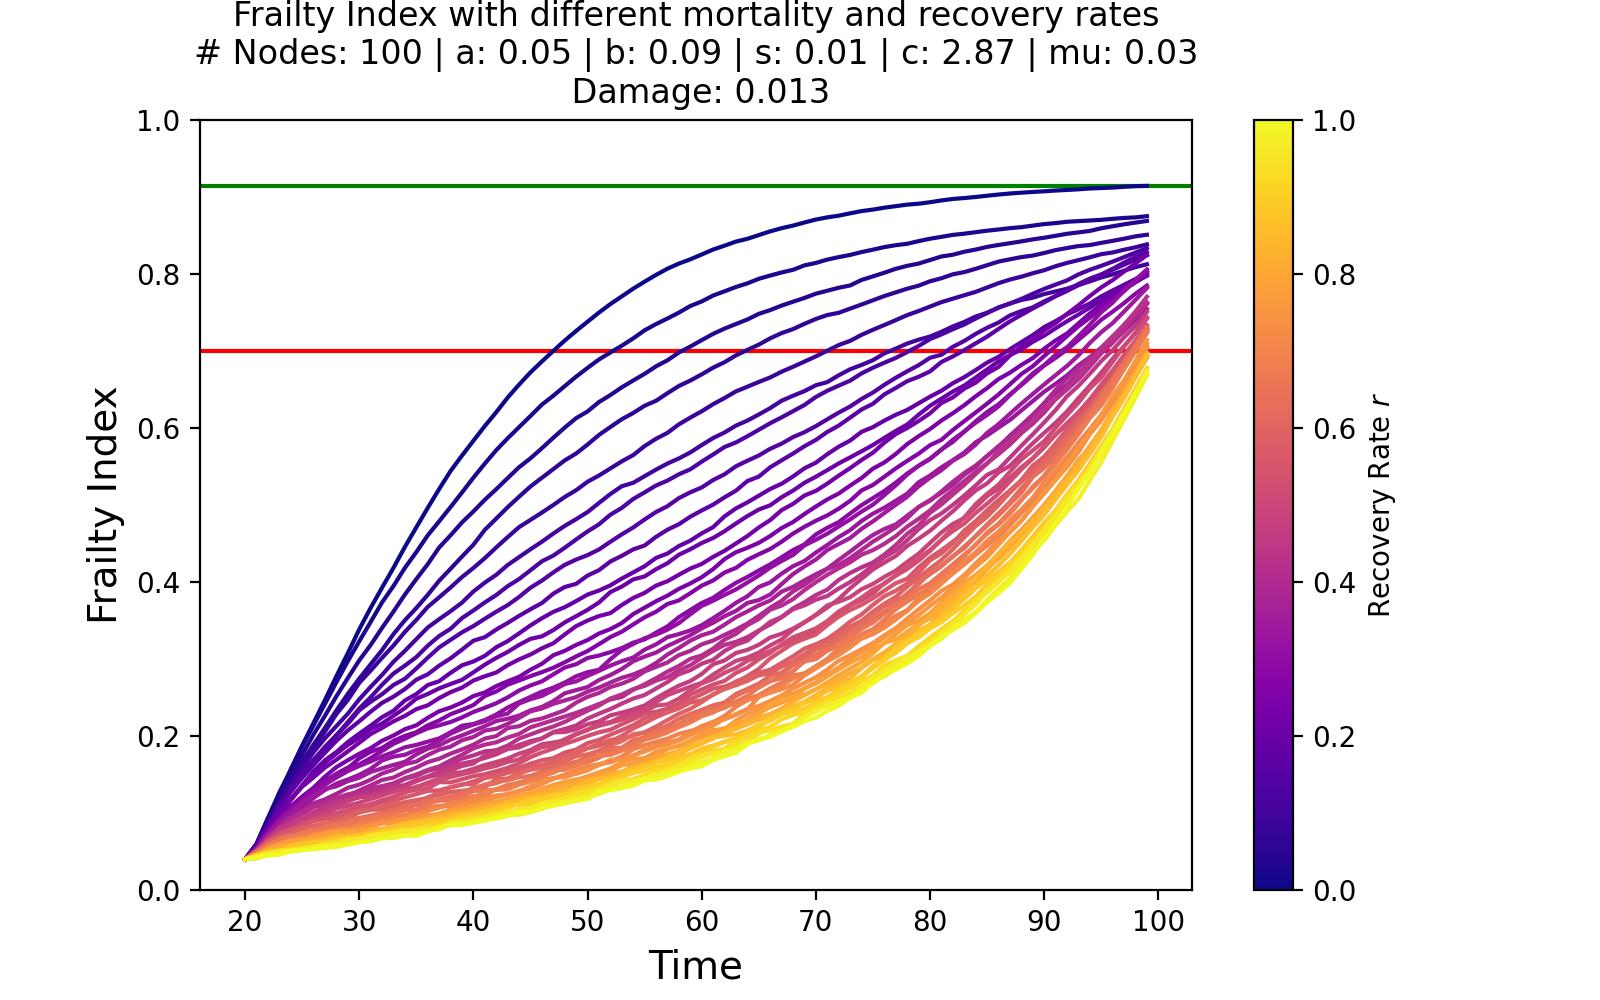 Frailty Index with different mortality and recovery rates
# Nodes: 100 | a: 0.05 | b: 0.09 | s: 0.01 | c: 2.87 | mu: 0.03
Damage: 0.013
1.0
0.8
0.6
0.4
0.2
0.0
Frailty Index
20 30 40 50 60 70 80 90 100
Time
1.0
0.8
0.6
0.4
0.2
0.0
Recovery Rate r